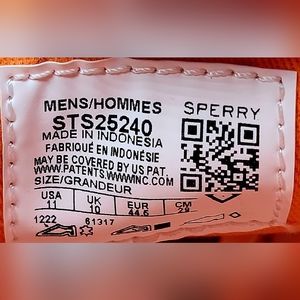 MENS/HOMMES
SPERRY
STS25240
MADE IN INDONESIA
FABRIQUÉ EN INDONÉSIE
MAY BE COVERED BY US PAT.
WWW.PATENTS.WWWINC.COM
SIZE/GRANDEUR
USA UK EUR CM
11 10 44.5 29
1222 61317